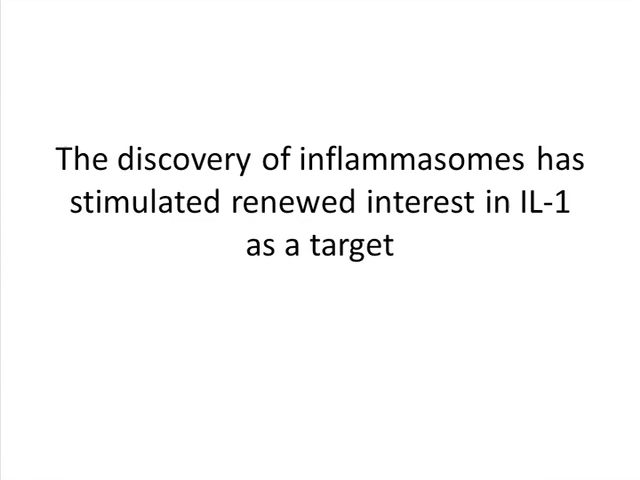 The discovery of inflammasomes has
stimulated renewed interest in IL-1
as a target